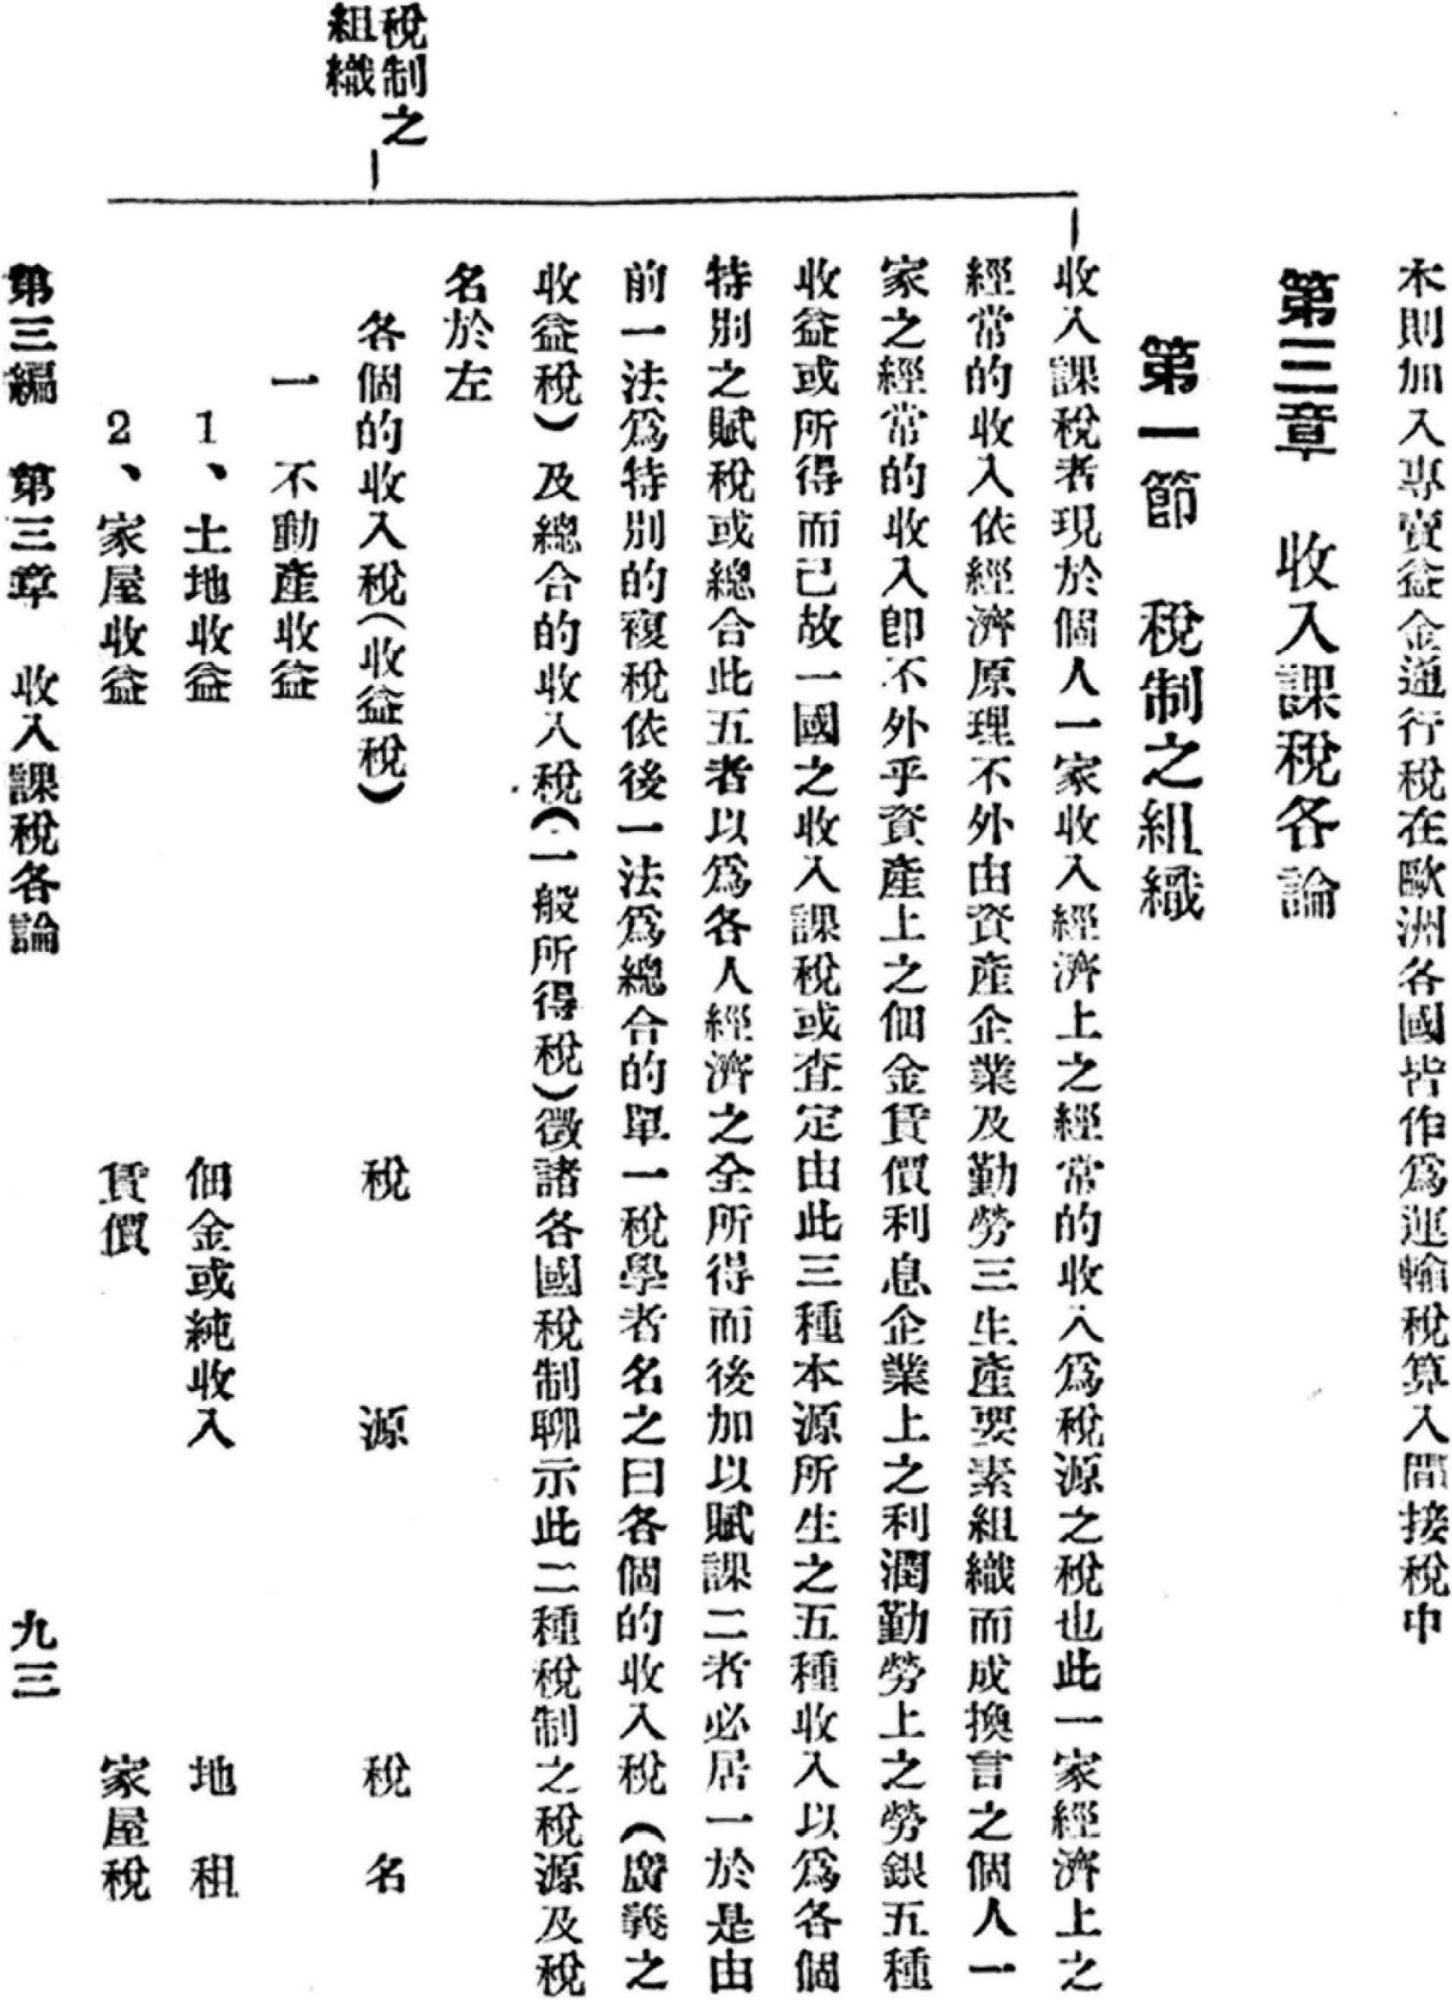 本則加入專賣益金通行稅在歐洲各國皆作爲運輸稅算入間接稅中
第三章　收入課稅各論
第一節　稅制之組織
稅制之
組織
收入課稅者現於個人一家收入經濟上之經常的收入爲稅源之稅也此一家經濟上之
經常的收入依經濟原理不外由資產企業及勤勞三生產要素組織而成換言之個人一
家之經常的收入卽不外乎資產上之佃金賃價利息企業上之利潤勤勞上之勞銀五種
收益或所得而已故一國之收入課稅或查定由此三種本源所生之五種收入以爲各個
特別之賦稅或總合此五者以爲各人經濟之全所得而後加以賦課二者必居一於是由
前一法爲特別的複稅依後一法爲總合的單一稅學者名之曰各個的收入稅（廣義之
收益稅）及總合的收入稅（一般所得稅）徵諸各國稅制聊示此二種稅制之稅源及稅
名於左
各個的收入稅（收益稅）　稅　源　稅　名
一　不動產收益
1、土地收益　佃金或純收入　地　租
2、家屋收益　賃價　家屋稅
第三編　第三章　收入課稅各論　九三